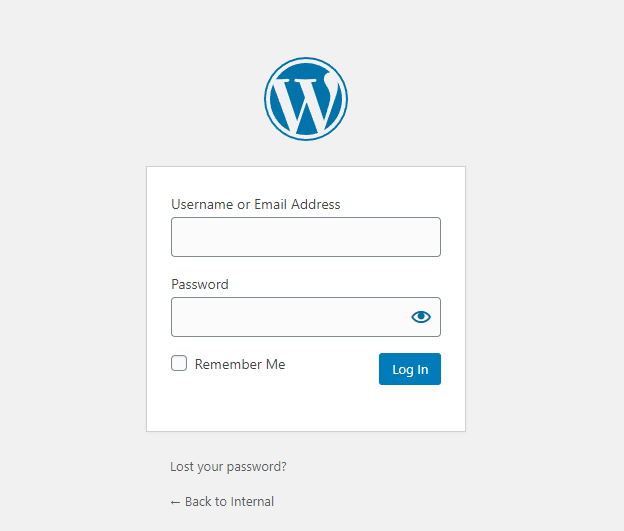 Username or Email Address
Password
Remember Me
Log In
Lost your password?
← Back to Internal